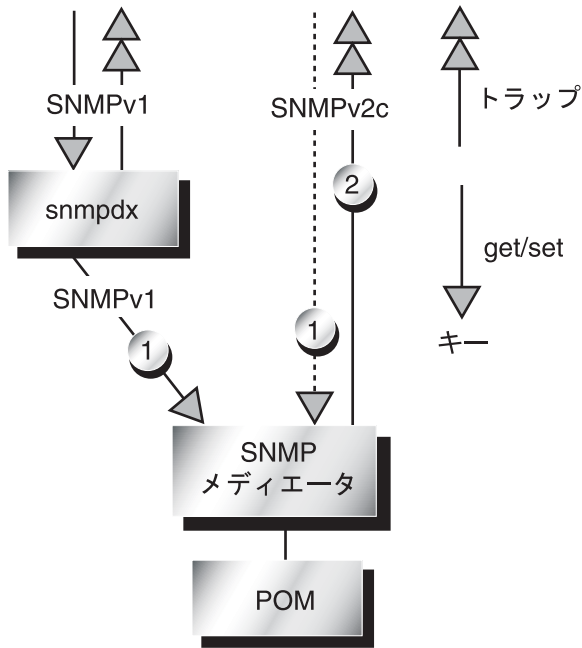 SNMPv1
SNMPv2c
トラップ
snmpdx
2
get/set
SNMPv1
1
1
キー
SNMP
メディエータ
POM